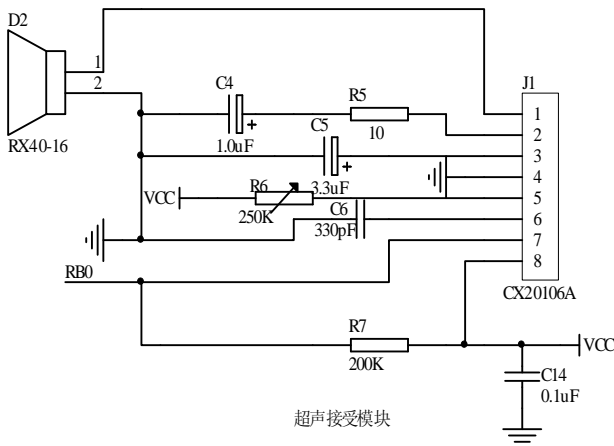 D2
1
2
RX40-16
C4
1.0uF
+
R5
10
J1
C5
3.3uF
+
VCC
R6
250K
C6
330pF
1
2
3
4
5
6
7
8
CX20106A
RB0
R7
200K
VCC
C14
0.1uF
超声接受模块